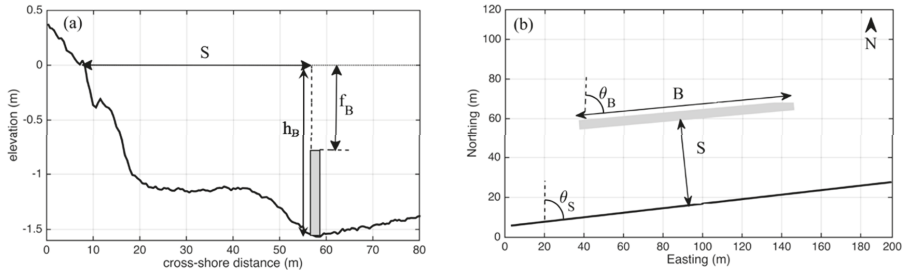 (a)
S
f_B
h_B
0.5
0
-0.5
-1
-1.5
elevation (m)
0 10 20 30 40 50 60 70 80
cross-shore distance (m)
(b)
N
θ_B
B
S
θ_S
120
100
80
60
40
20
0
Northing (m)
0 20 40 60 80 100 120 140 160 180 200
Easting (m)